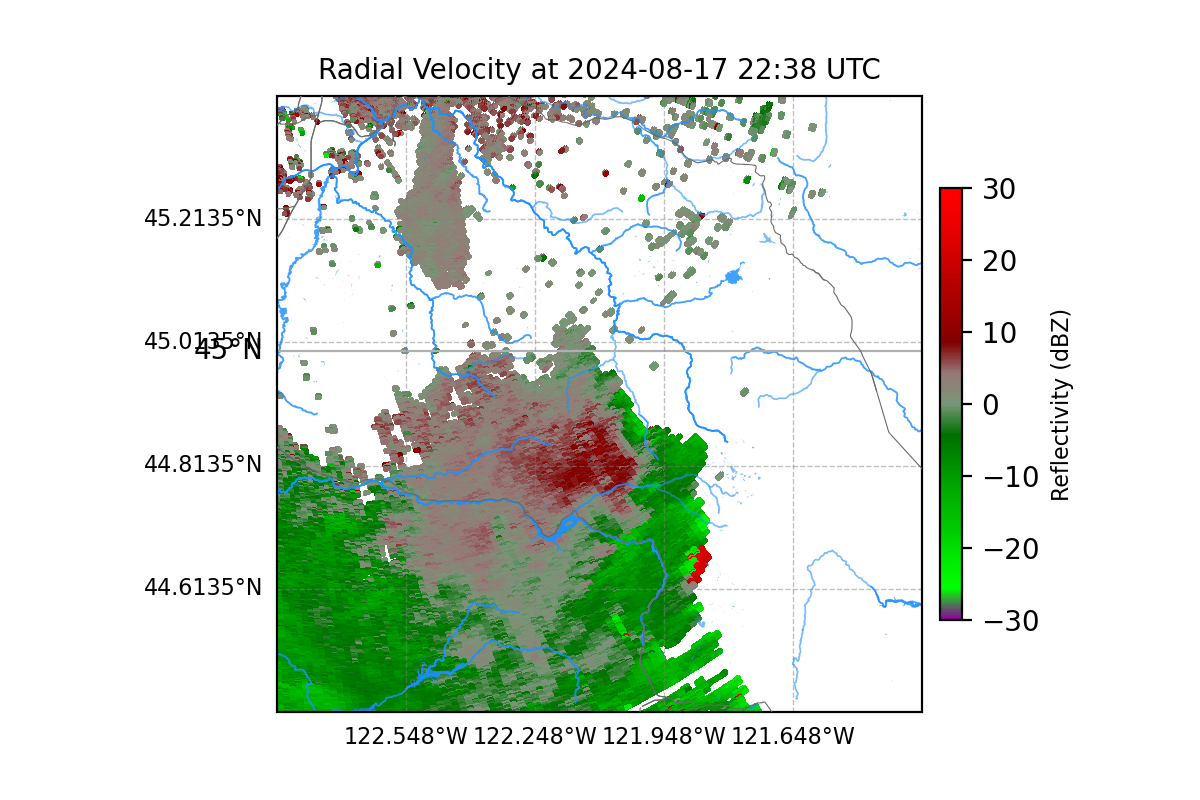 Radial Velocity at 2024-08-17 22:38 UTC
45.2135°N
45.0135°N
45°N
44.8135°N
44.6135°N
122.548°W 122.248°W 121.948°W 121.648°W
30
20
10
0
−10
−20
−30
Reflectivity (dBZ)